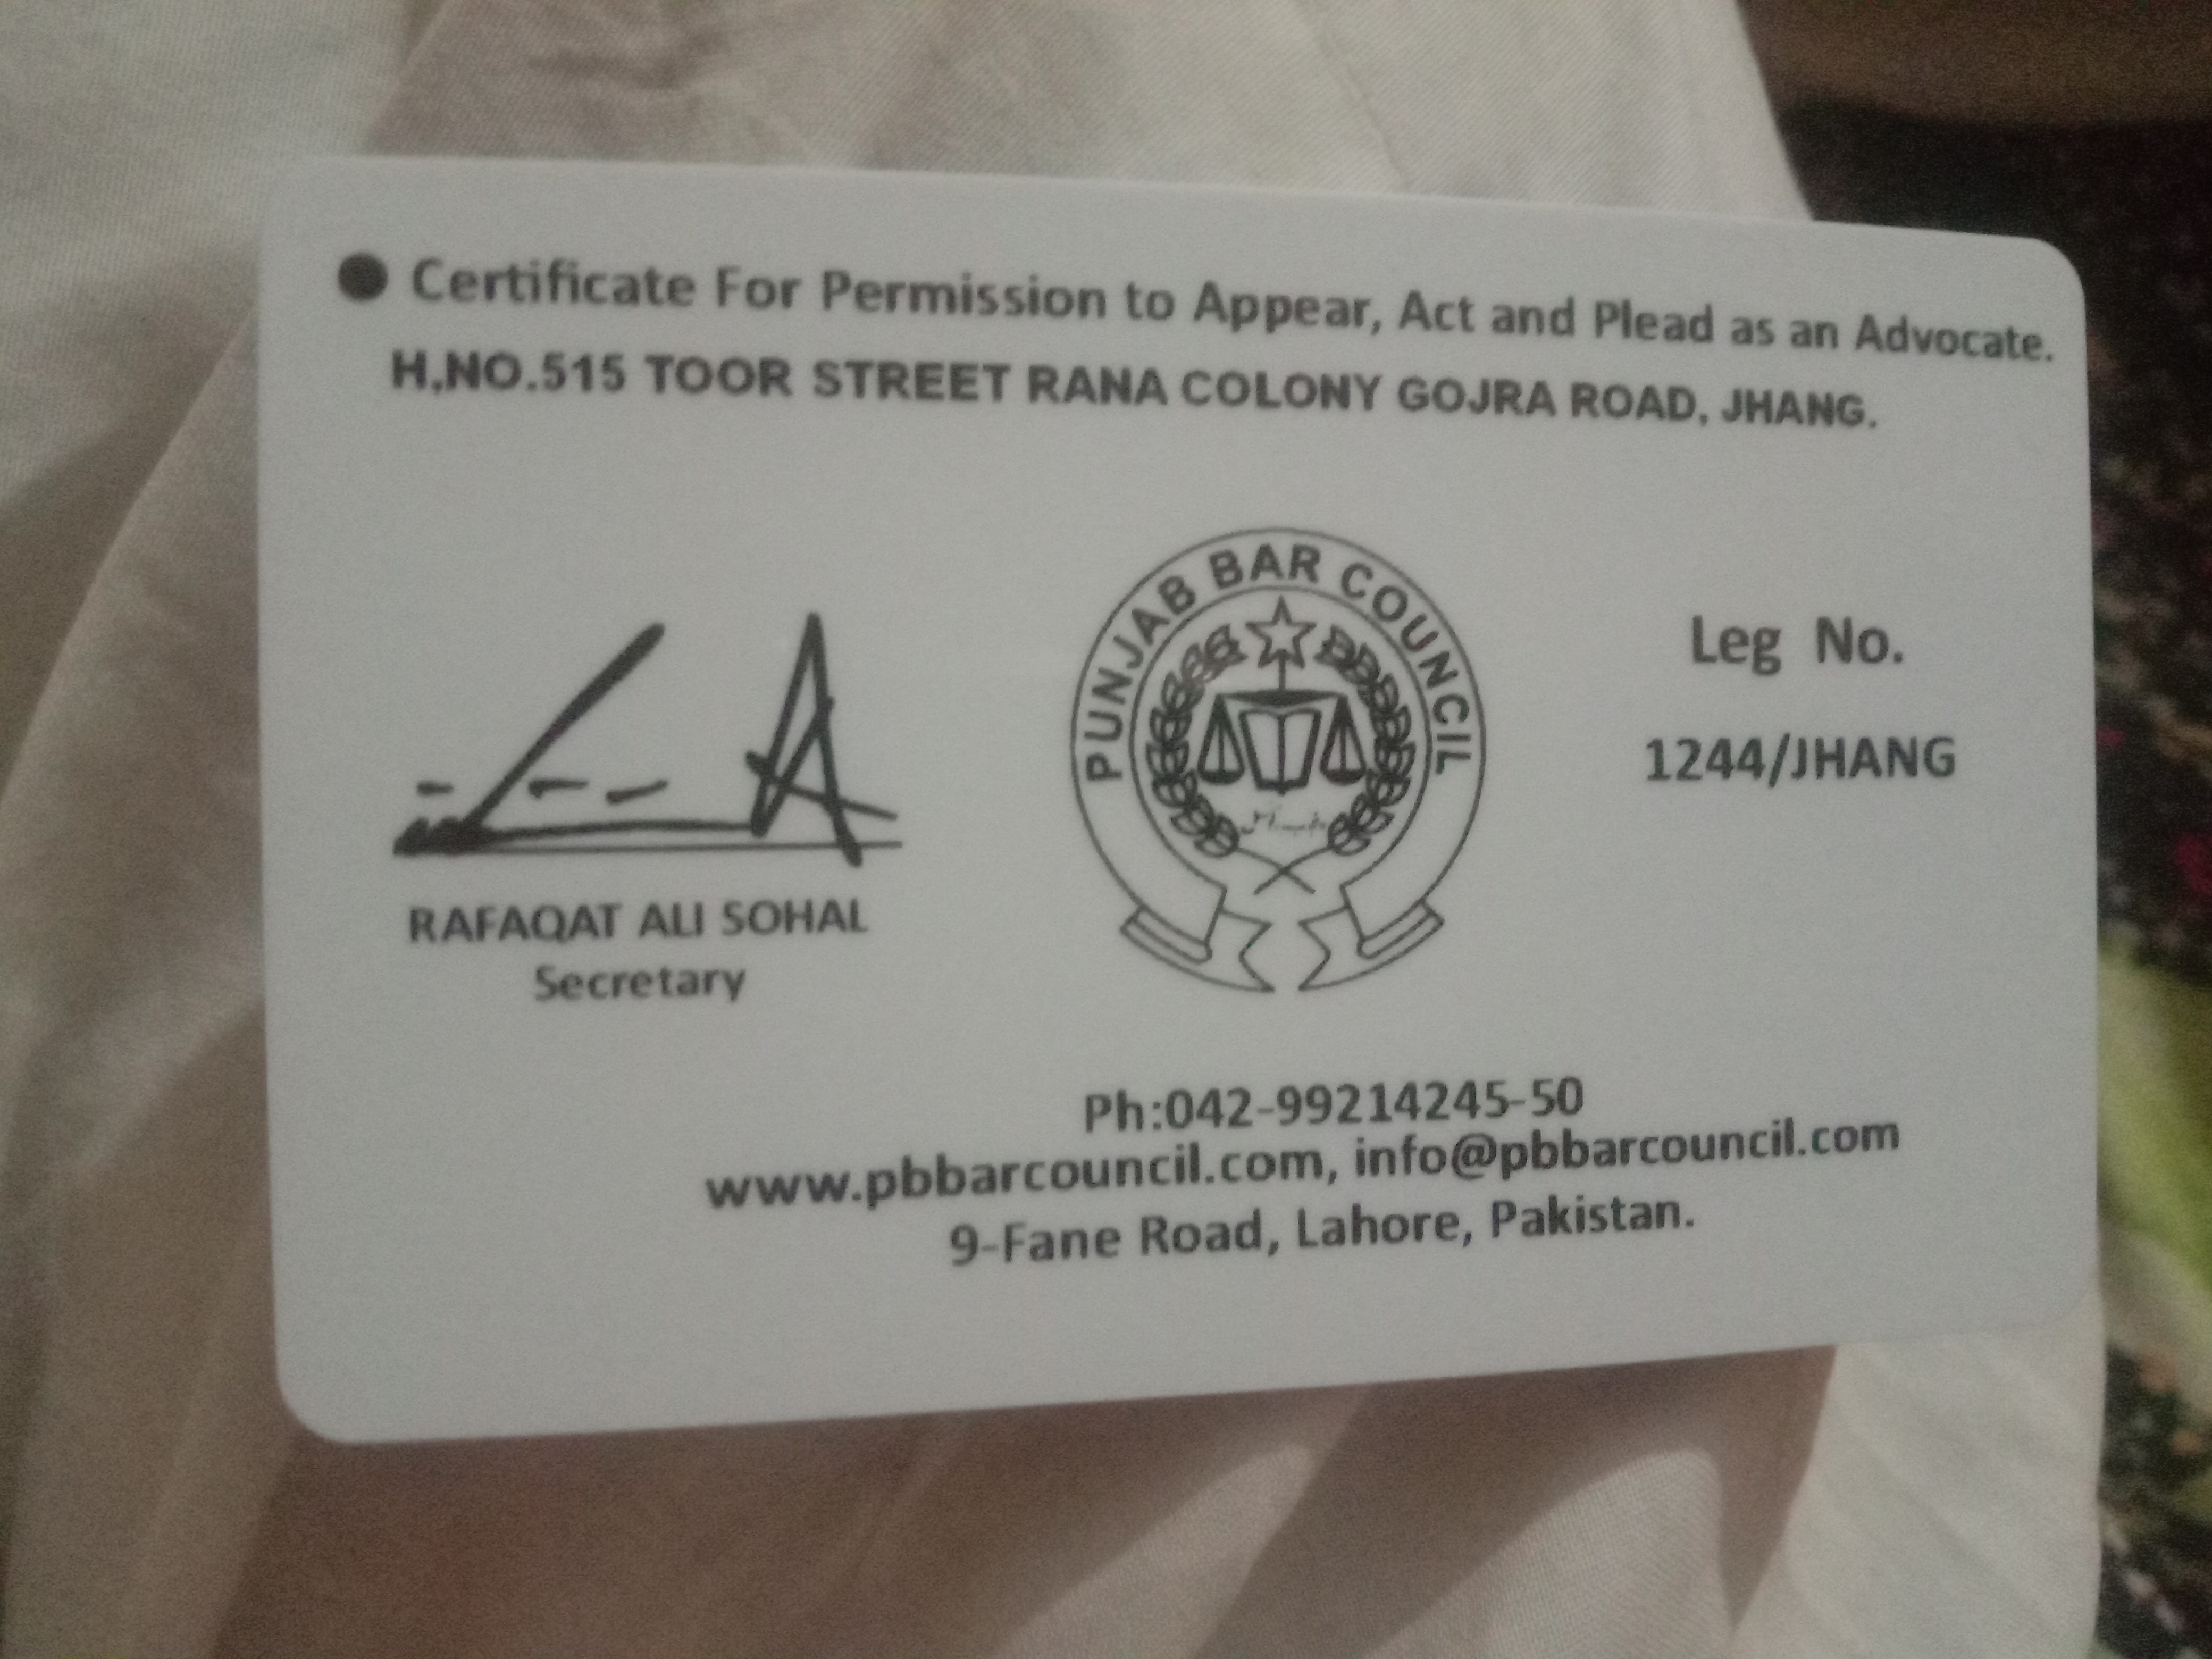 ● Certificate For Permission to Appear, Act and Plead as an Advocate.
H,NO.515 TOOR STREET RANA COLONY GOJRA ROAD, JHANG.
PUNJAB BAR COUNCIL
Leg No.
1244/JHANG
RAFAQAT ALI SOHAL
Secretary
Ph:042-99214245-50
www.pbbarcouncil.com, info@pbbarcouncil.com
9-Fane Road, Lahore, Pakistan.